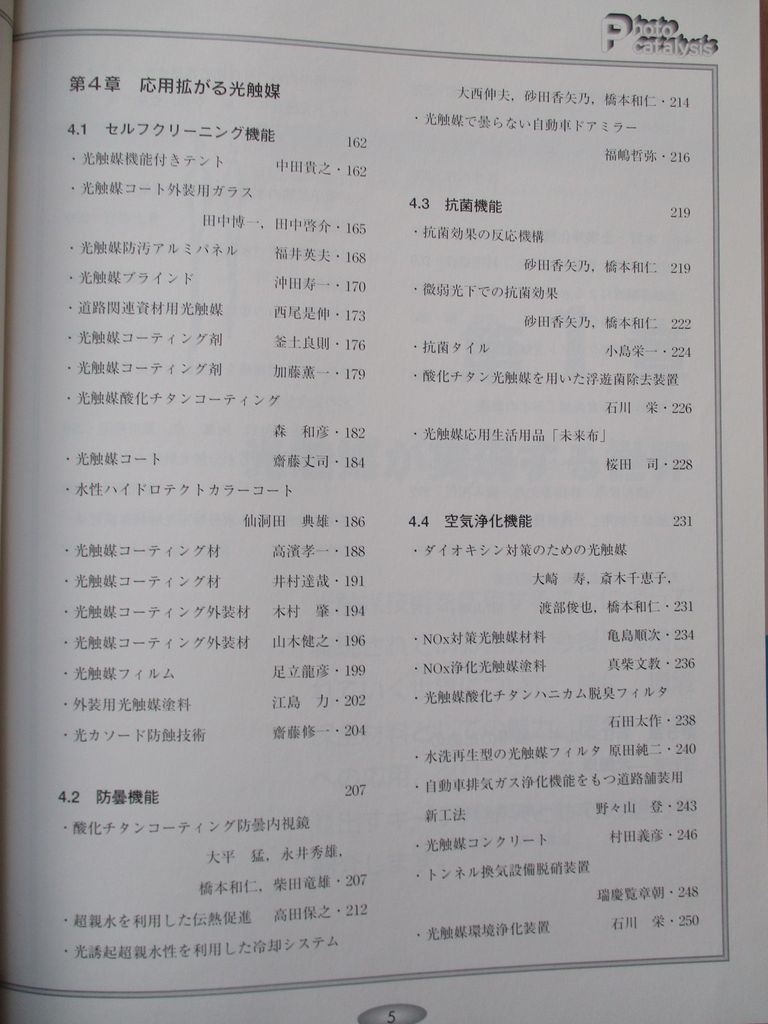 Photo
catalysis
第4章 応用拡がる光触媒
4.1 セルフクリーニング機能 162
・光触媒機能付きテント 中田貴之・162
・光触媒コート外装用ガラス
田中博一，田中啓介・165
・光触媒防汚アルミパネル 福井英夫・168
・光触媒ブラインド 沖田寿一・170
・道路関連資材用光触媒 西尾是伸・173
・光触媒コーティング剤 釜土良則・176
・光触媒コーティング剤 加藤薫一・179
・光触媒酸化チタンコーティング
森 和彦・182
・光触媒コート 齋藤丈司・184
・水性ハイドロテクトカラーコート
仙洞田 典雄・186
・光触媒コーティング材 高濱孝一・188
・光触媒コーティング材 井村達哉・191
・光触媒コーティング外装材 木村 肇・194
・光触媒コーティング外装材 山本健之・196
・光触媒フィルム 足立龍彦・199
・外装用光触媒塗料 江島 力・202
・光カソード防蝕技術 齋藤修一・204
4.2 防曇機能 207
・酸化チタンコーティング防曇内視鏡
大平 猛，永井秀雄，
橋本和仁，柴田竜雄・207
・超親水を利用した伝熱促進 高田保之・212
・光誘起超親水性を利用した冷却システム
大西伸夫，砂田香矢乃，橋本和仁・214
・光触媒で曇らない自動車ドアミラー
福嶋哲弥・216
4.3 抗菌機能 219
・抗菌効果の反応機構
砂田香矢乃，橋本和仁 219
・微弱光下での抗菌効果
砂田香矢乃，橋本和仁 222
・抗菌タイル 小島栄一・224
・酸化チタン光触媒を用いた浮遊菌除去装置
石川 栄・226
・光触媒応用生活用品「未来布」
桜田 司・228
4.4 空気浄化機能 231
・ダイオキシン対策のための光触媒
大崎 寿，斎木千恵子，
渡部俊也，橋本和仁・231
・NOx対策光触媒材料 亀島順次・234
・NOx浄化光触媒塗料 真柴文教・236
・光触媒酸化チタンハニカム脱臭フィルタ
石田太作・238
・水洗再生型の光触媒フィルタ 原田純二・240
・自動車排気ガス浄化機能をもつ道路舗装用
新工法 野々山 登・243
・光触媒コンクリート 村田義彦・246
・トンネル換気設備脱硝装置
瑞慶覧章朝・248
・光触媒環境浄化装置 石川 栄・250
5